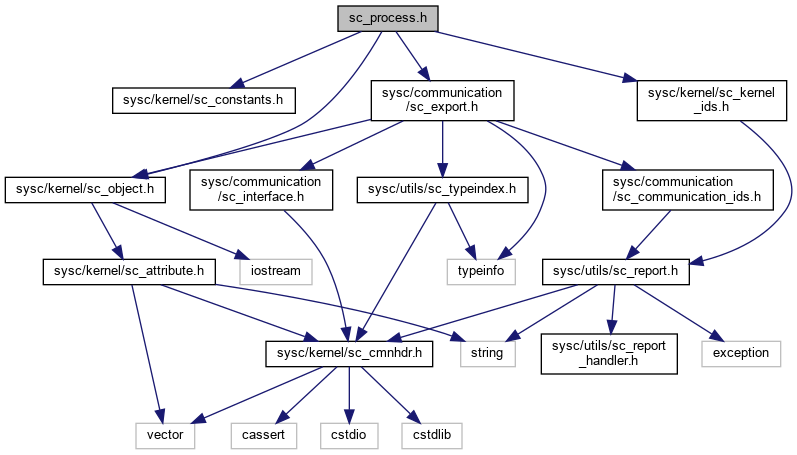 sc_process.h
sysc/kernel/sc_constants.h
sysc/communication
/sc_export.h
sysc/kernel/sc_kernel
_ids.h
sysc/kernel/sc_object.h
sysc/communication
/sc_interface.h
sysc/utils/sc_typeindex.h
sysc/communication
/sc_communication_ids.h
sysc/kernel/sc_attribute.h
iostream
typeinfo
sysc/utils/sc_report.h
sysc/kernel/sc_cmnhdr.h
string
sysc/utils/sc_report
_handler.h
exception
vector
cassert
cstdio
cstdlib